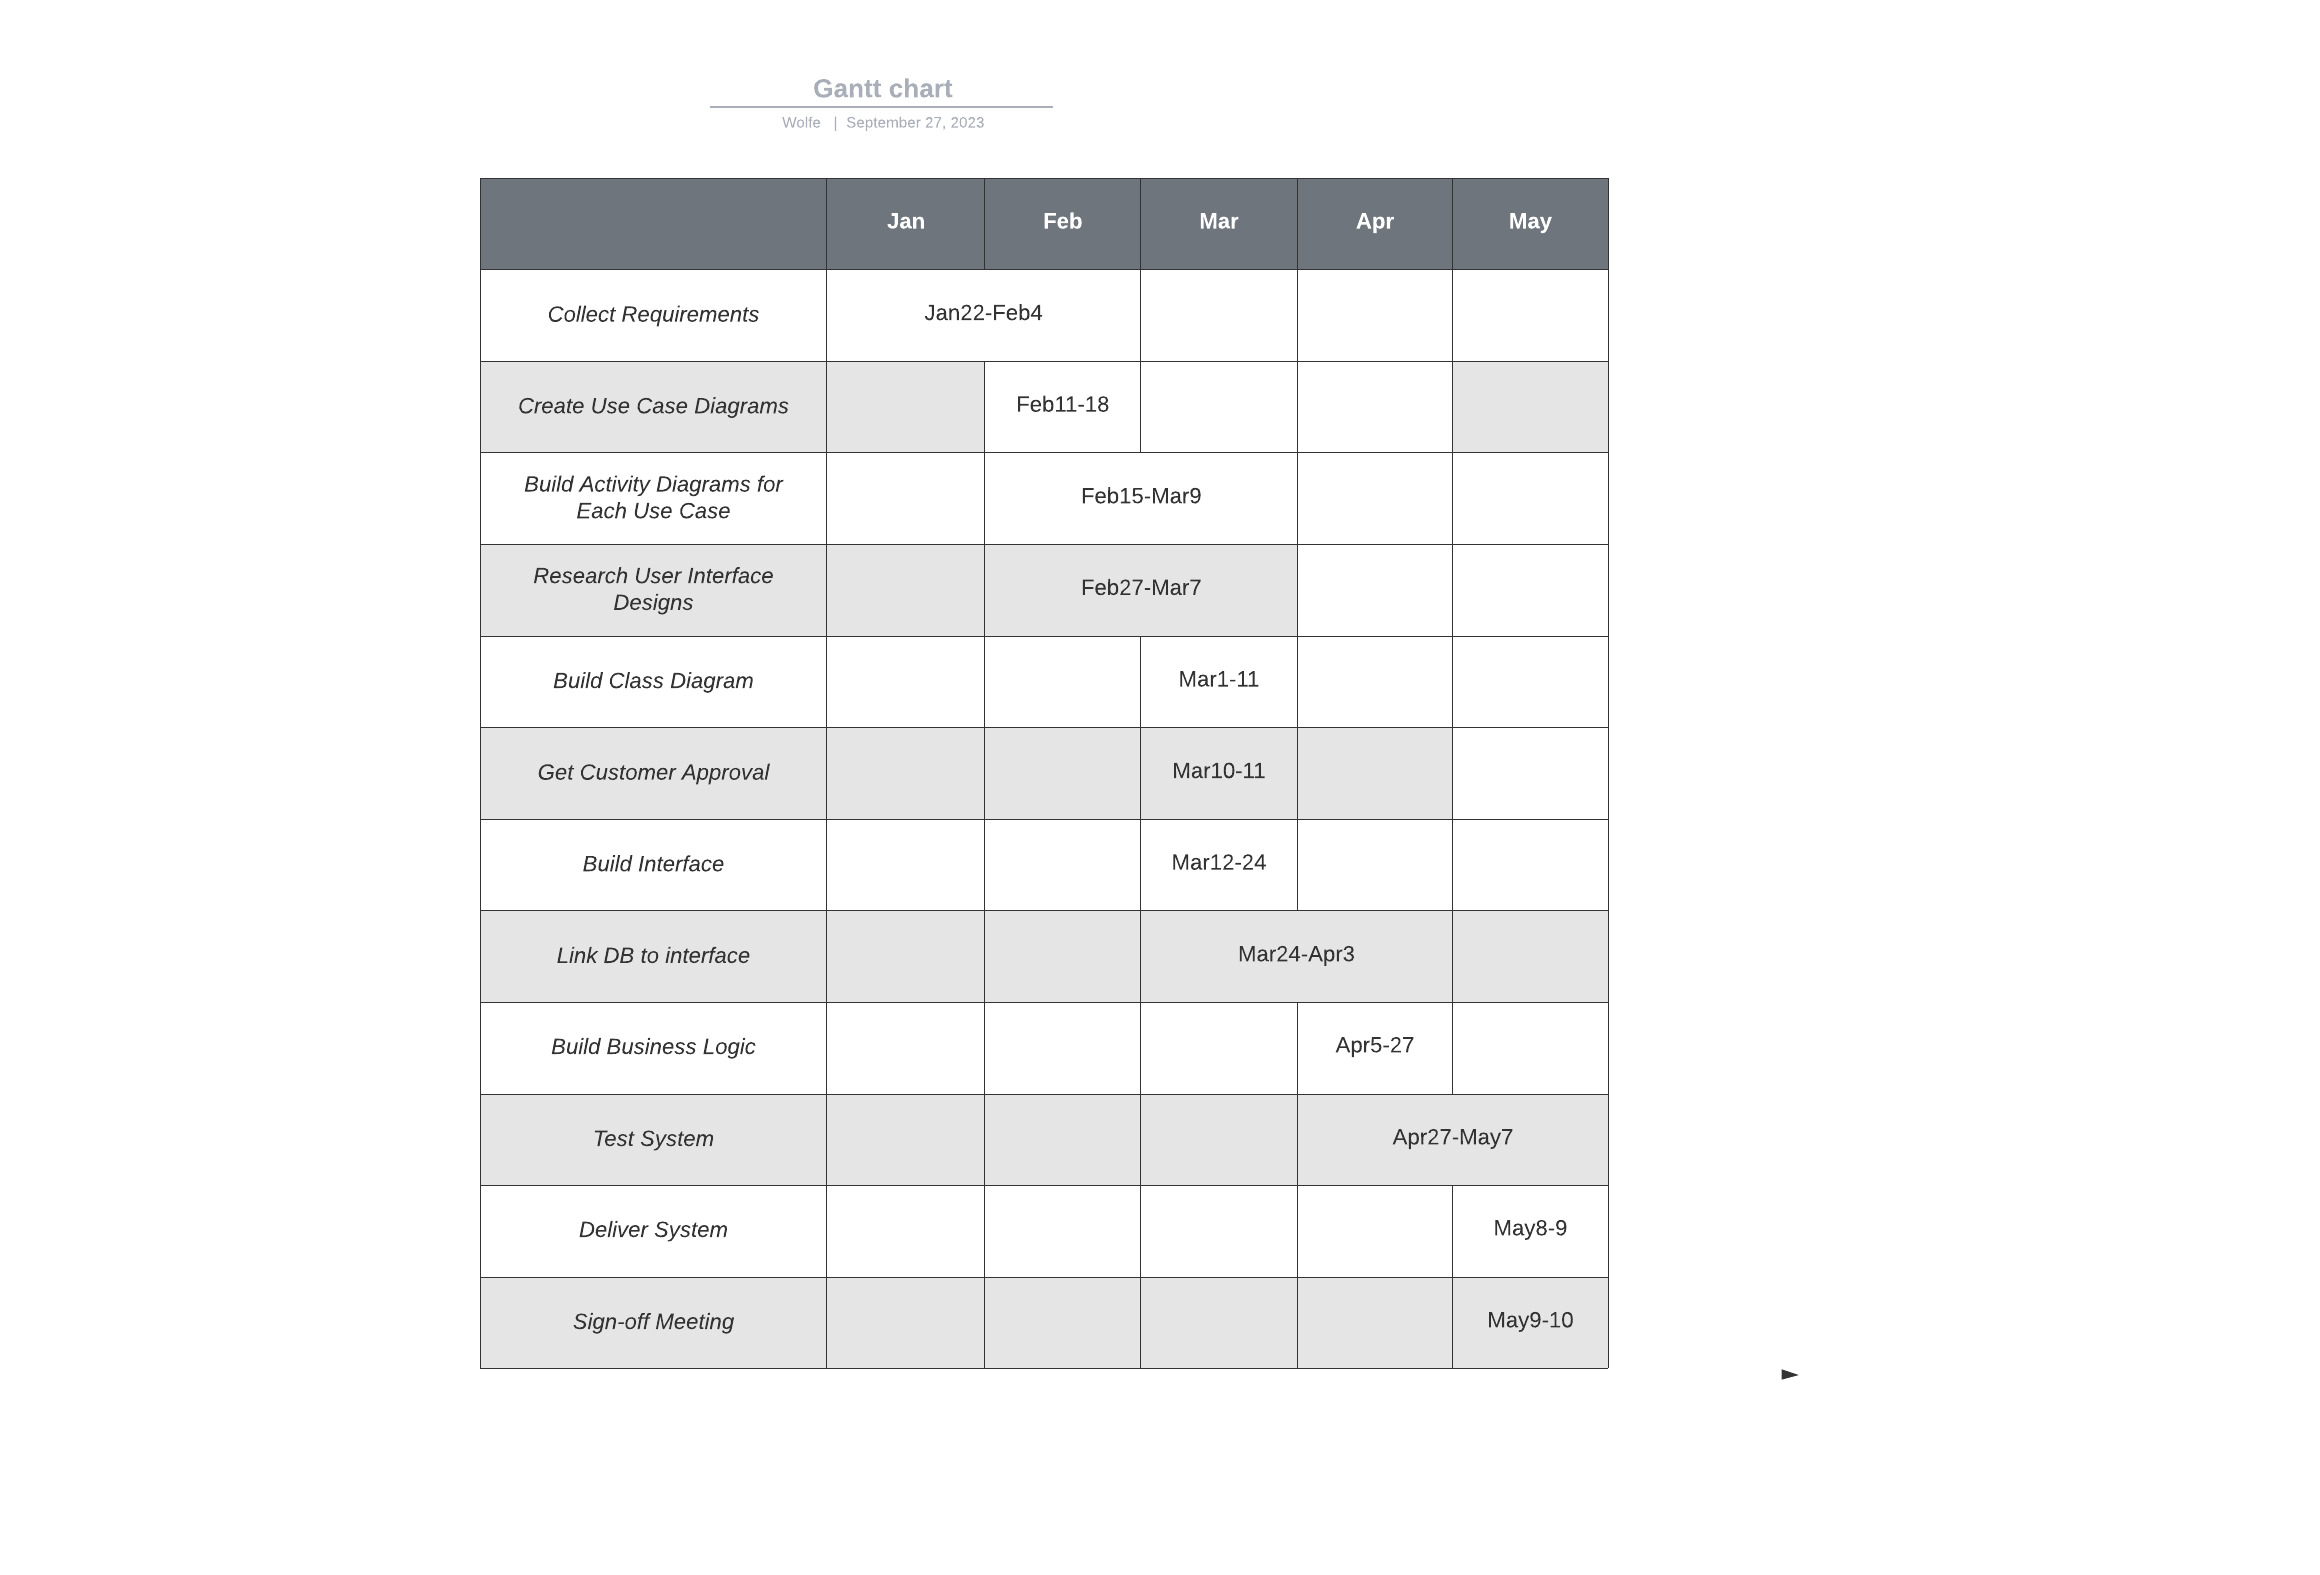 Gantt chart
Wolfe | September 27, 2023
Jan Feb Mar Apr May
Collect Requirements Jan22-Feb4
Create Use Case Diagrams Feb11-18
Build Activity Diagrams for
Each Use Case
Feb15-Mar9
Research User Interface
Designs
Feb27-Mar7
Build Class Diagram Mar1-11
Get Customer Approval Mar10-11
Build Interface Mar12-24
Link DB to interface Mar24-Apr3
Build Business Logic Apr5-27
Test System Apr27-May7
Deliver System May8-9
Sign-off Meeting May9-10